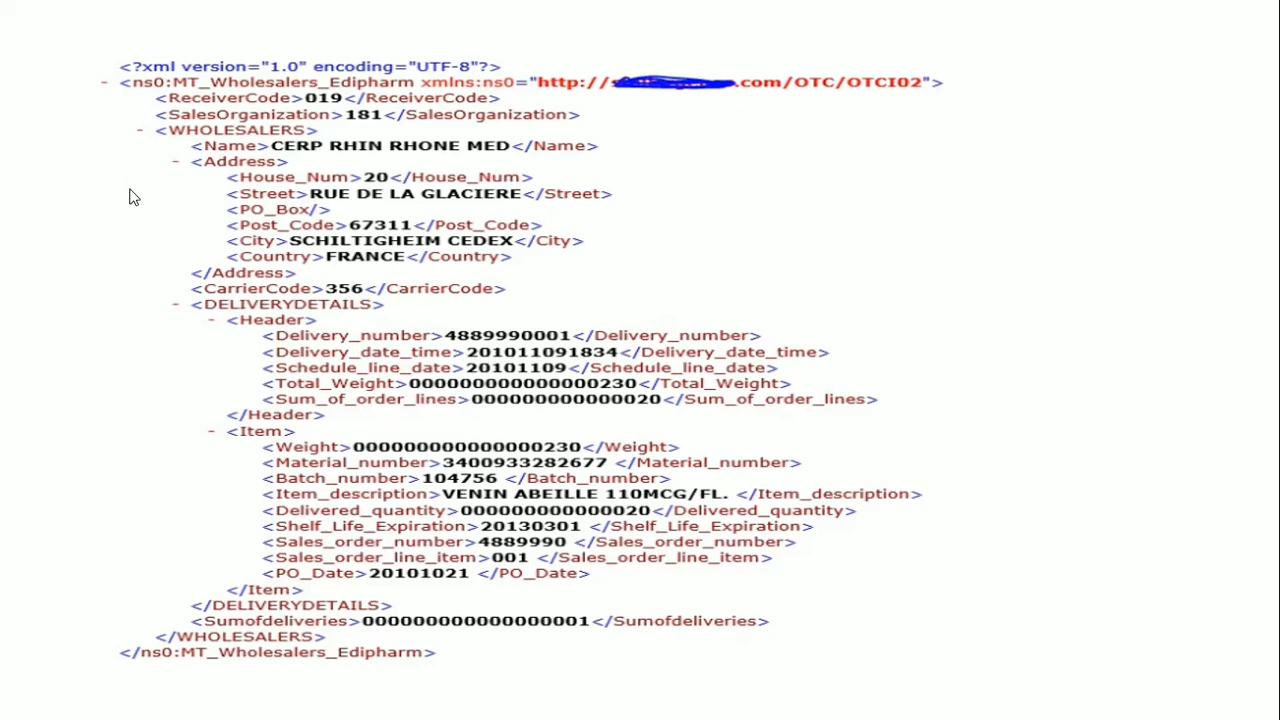 <?xml version="1.0" encoding="UTF-8"?>
- <ns0:MT_Wholesalers_Edipharm xmlns:ns0="http://s .com/OTC/OTCI02">
<ReceiverCode>019</ReceiverCode>
<SalesOrganization>181</SalesOrganization>
- <WHOLESALERS>
<Name>CERP RHIN RHONE MED</Name>
- <Address>
<House_Num>20</House_Num>
<Street>RUE DE LA GLACIERE</Street>
<PO_Box/>
<Post_Code>67311</Post_Code>
<City>SCHILTIGHEIM CEDEX</City>
<Country>FRANCE</Country>
</Address>
<CarrierCode>356</CarrierCode>
- <DELIVERYDETAILS>
- <Header>
<Delivery_number>4889990001</Delivery_number>
<Delivery_date_time>201011091834</Delivery_date_time>
<Schedule_line_date>20101109</Schedule_line_date>
<Total_Weight>000000000000000230</Total_Weight>
<Sum_of_order_lines>000000000000020</Sum_of_order_lines>
</Header>
- <Item>
<Weight>000000000000000230</Weight>
<Material_number>3400933282677 </Material_number>
<Batch_number>104756 </Batch_number>
<Item_description>VENIN ABEILLE 110MCG/FL. </Item_description>
<Delivered_quantity>000000000000020</Delivered_quantity>
<Shelf_Life_Expiration>20130301 </Shelf_Life_Expiration>
<Sales_order_number>4889990 </Sales_order_number>
<Sales_order_line_item>001 </Sales_order_line_item>
<PO_Date>20101021 </PO_Date>
</Item>
</DELIVERYDETAILS>
<Sumofdeliveries>000000000000000001</Sumofdeliveries>
</WHOLESALERS>
</ns0:MT_Wholesalers_Edipharm>